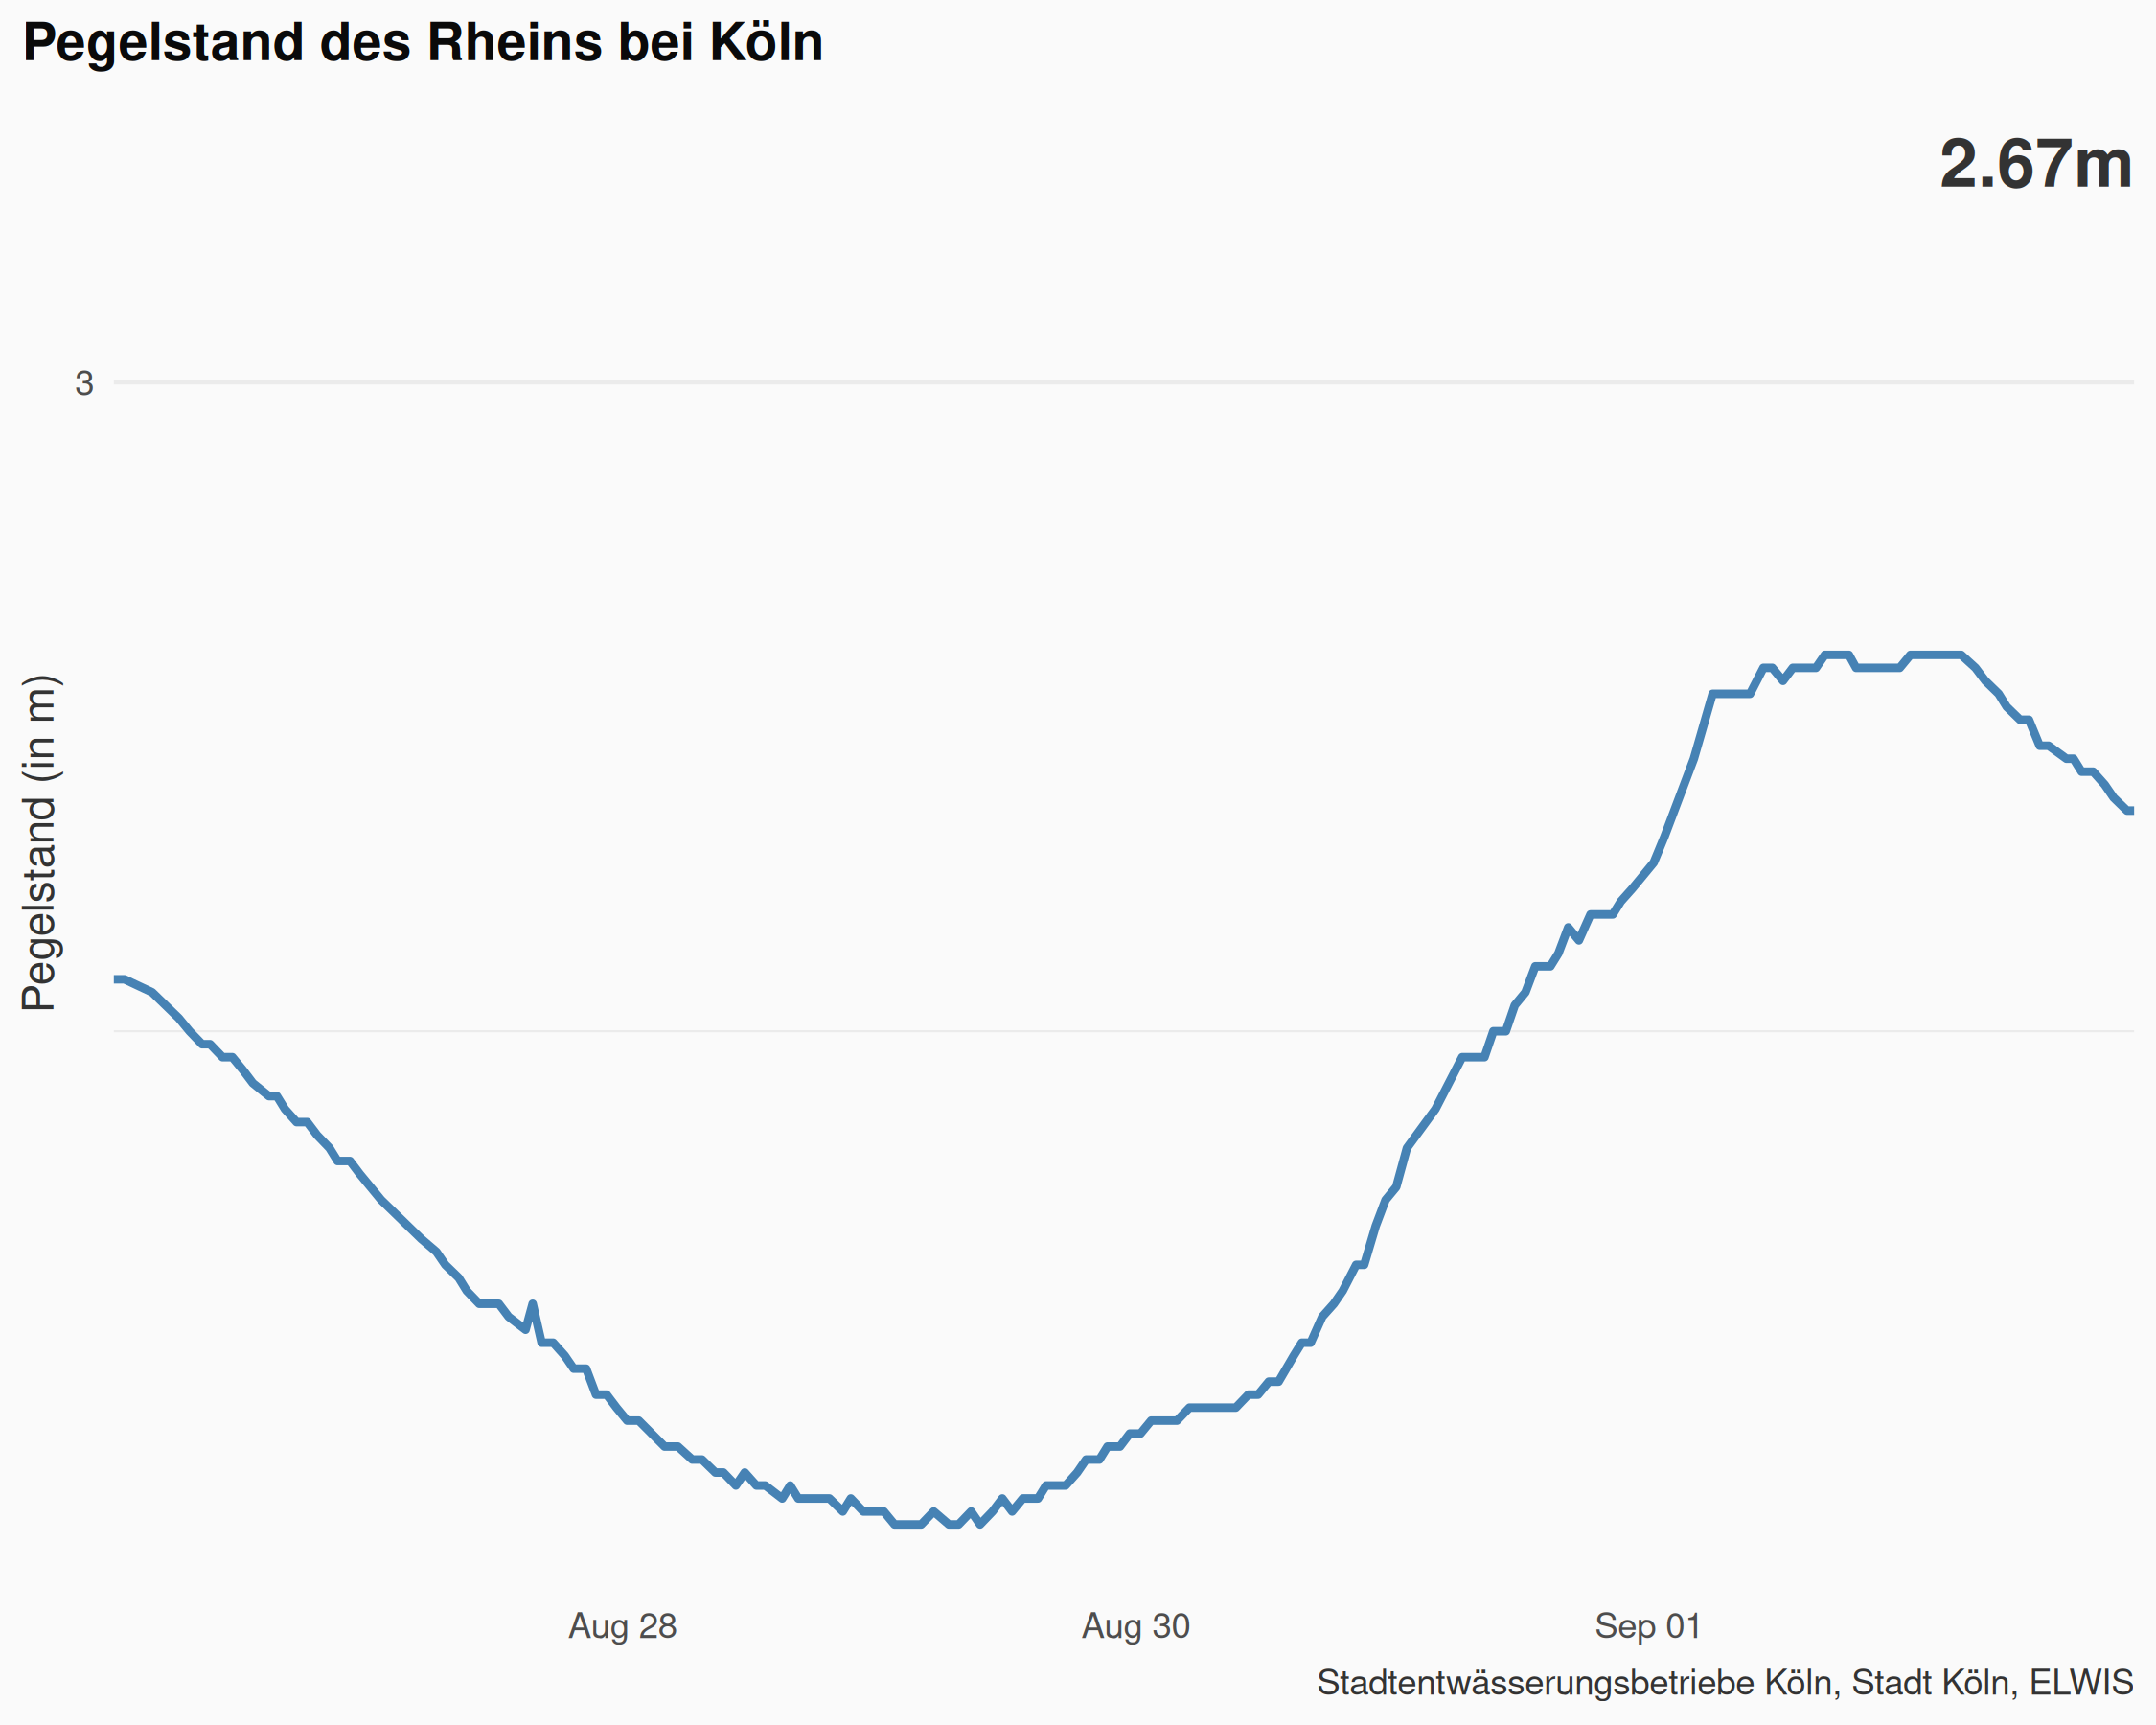 Pegelstand des Rheins bei Köln
2.67m
3
Pegelstand (in m)
Aug 28
Aug 30
Sep 01
Stadtentwässerungsbetriebe Köln, Stadt Köln, ELWIS